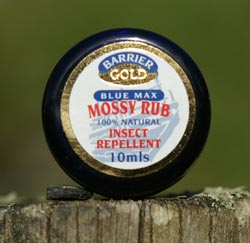 BARRIER
GOLD
BLUE MAX
MOSSY RUB
100% NATURAL
INSECT
REPELLENT
10mls